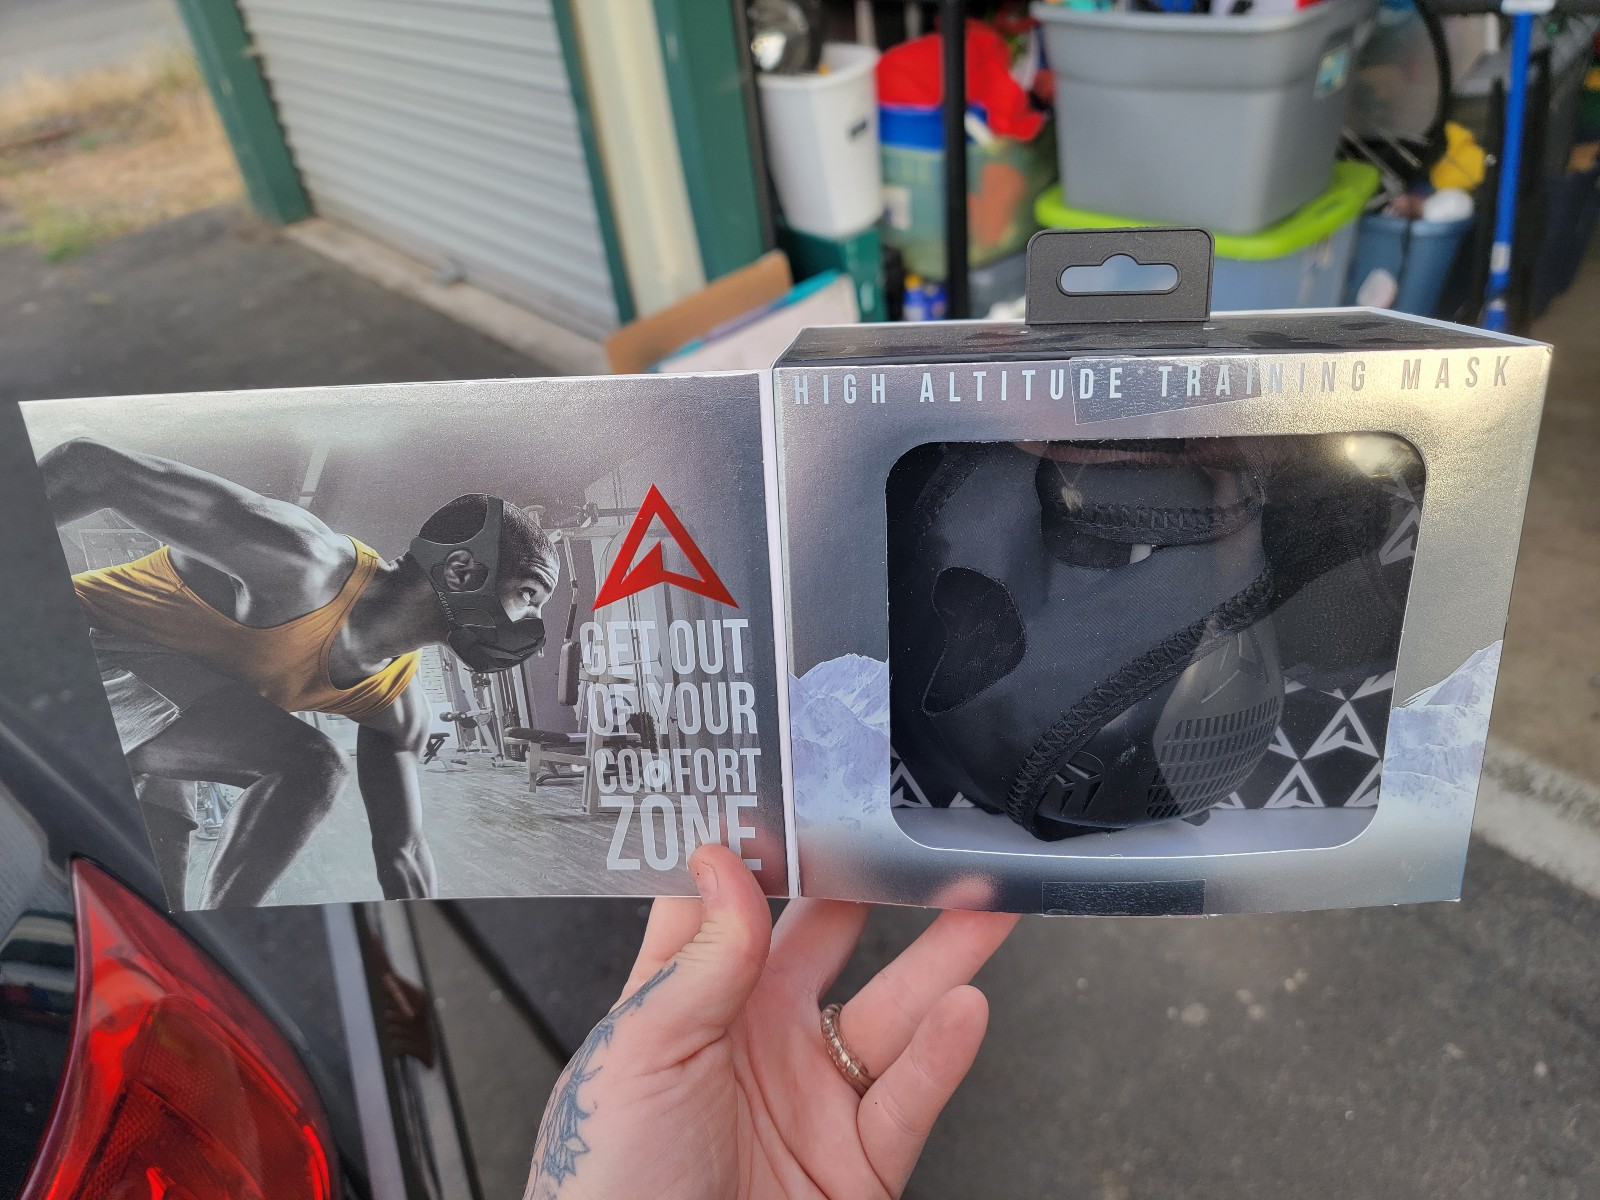 GET OUT
OF YOUR
COMFORT
ZONE
HIGH ALTITUDE TRAINING MASK